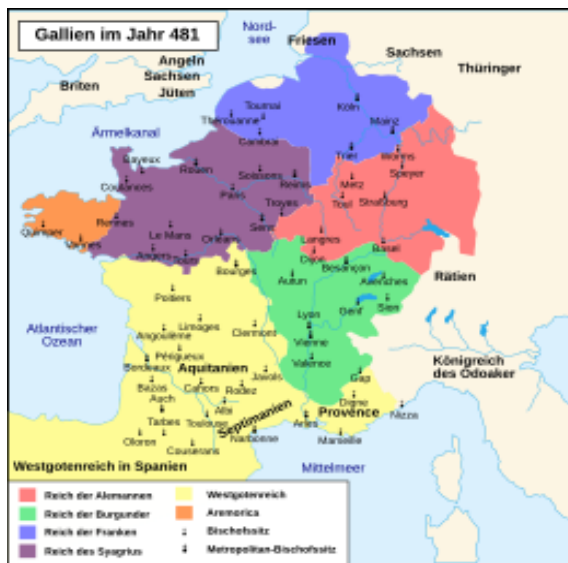 Gallien im Jahr 481
Nord-
see
Friesen
Sachsen
Thüringer
Angeln
Sachsen
Jüten
Briten
Ärmelkanal
Tournai
Thérouanne
Cambrai
Köln
Mainz
Trier
Worms
Speyer
Metz
Toul
Straßburg
Bayeux
Coutances
Rouen
Soissons
Reims
Paris
Troyes
Sens
Quimper
Vannes
Rennes
Le Mans
Orléans
Angers
Tours
Langres
Dijon
Basel
Besançon
Bourges
Autun
Avenches
Rätien
Sion
Genf
Lyon
Vienne
Valence
Poitiers
Limages
Clermont
Angoulême
Périgueux
Bordeaux
Atlantischer
Ozean
Königreich
des Odoaker
Aquitanien
Javols
Gap
Bazas
Cahors
Rodez
Auch
Albi
Digne
Provence
Nizza
Tarbes
Toulouse
Septimanien
Arles
Oloron
Couserans
Narbonne
Marseille
Westgotenreich in Spanien
Mittelmeer
Reich der Alemannen
Reich der Burgunder
Reich der Franken
Reich des Syagrius
Westgotenreich
Aremorica
Bischofssitz
Metropolitan-Bischofssitz